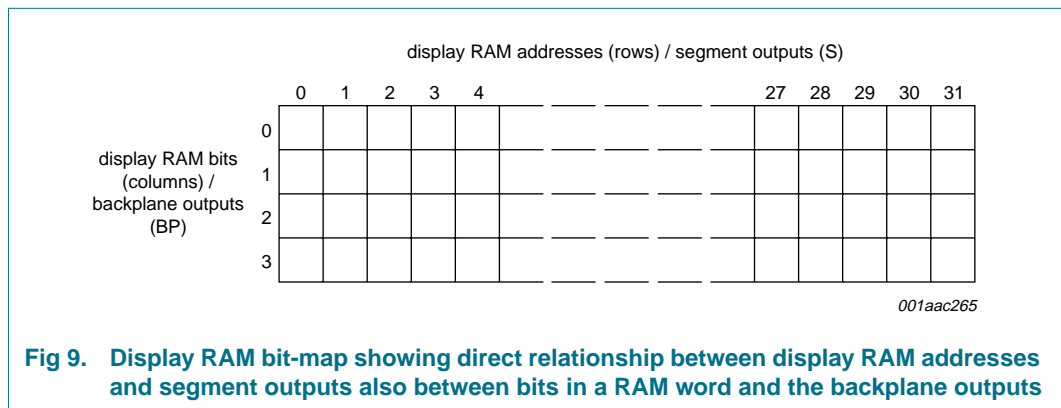 display RAM addresses (rows) / segment outputs (S)
0 1 2 3 4 27 28 29 30 31
0
1
2
3
display RAM bits
(columns) /
backplane outputs
(BP)
001aac265
Fig 9. Display RAM bit-map showing direct relationship between display RAM addresses
and segment outputs also between bits in a RAM word and the backplane outputs